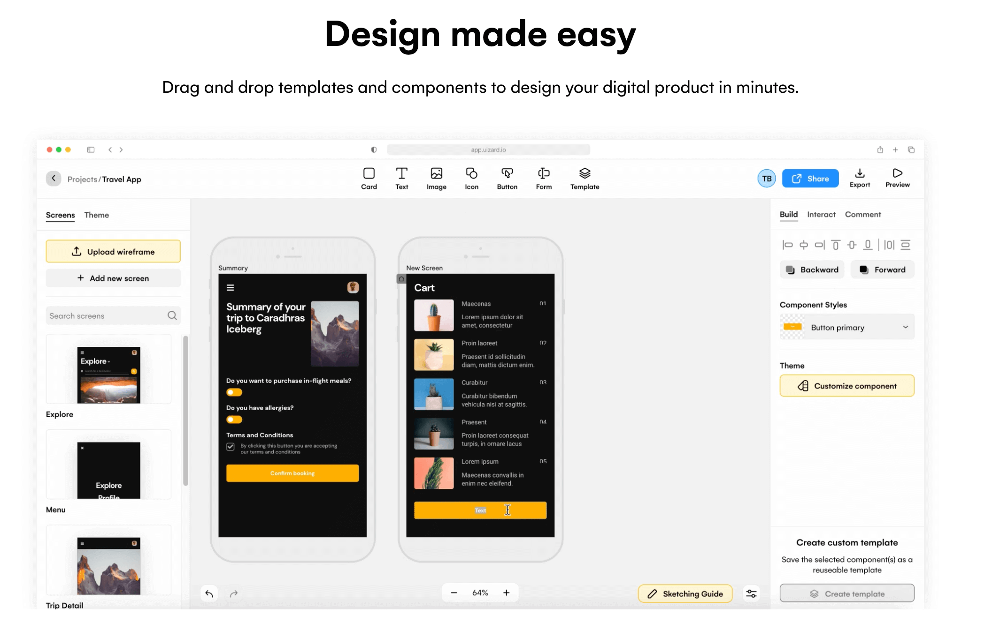 Design made easy
Drag and drop templates and components to design your digital product in minutes.
app.uizard.io
Projects/Travel App
Card
Text
Image
Icon
Button
Form
Template
TB
Share
Export
Preview
Screens
Theme
Upload wireframe
+ Add new screen
Search screens
Explore
Search for a destination
Explore
Explore
Profile
Menu
Trip Detail
Summary
Summary of your
trip to Caradhras
Iceberg
Do you want to purchase in-flight meals?
Do you have allergies?
Terms and Conditions
By clicking this button you are accepting
our terms and conditions
Confirm booking
New Screen
Cart
Maecenas 01
Lorem ipsum dolor sit
amet, consectetur
Proin laoreet 02
Praesent id sollicitudin
diam, mattis dictum enim.
Curabitur 03
Curabitur bibendum
vehicula nisi at sagittis.
Praesent 04
Proin laoreet consequat
turpis, in ornare lacus
Lorem ipsum 05
Maecenas convallis in
enim nec eleifend.
Text
64%
Sketching Guide
Build
Interact
Comment
Backward
Forward
Component Styles
Button primary
Theme
Customize component
Create custom template
Save the selected component(s) as a
reuseable template
Create template